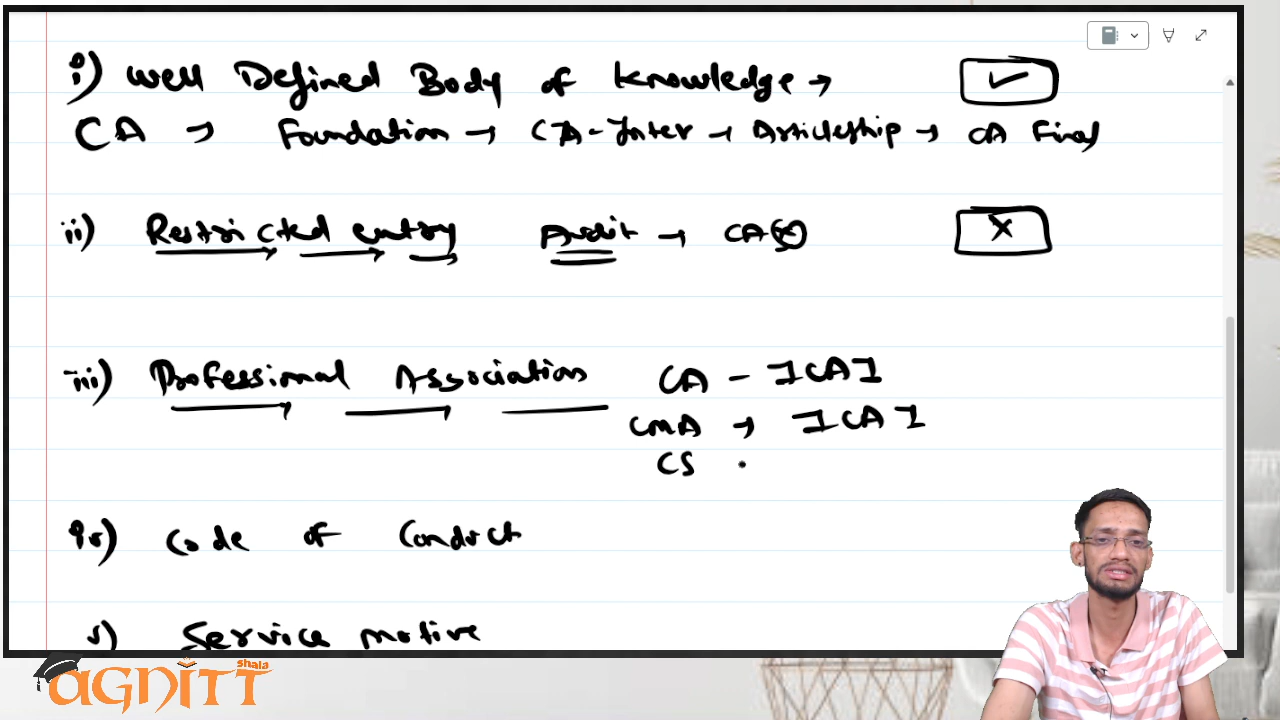 i) Well Defined Body of Knowledge → ✓
CA → Foundation → CA-Inter → Articleship → CA Final
ii) Restricted entry Audit → CA ✗
iii) Professional Association CA - ICAI
CMA → ICAI
CS
iv) Code of Conduct
v) Service motive
agnitt shala